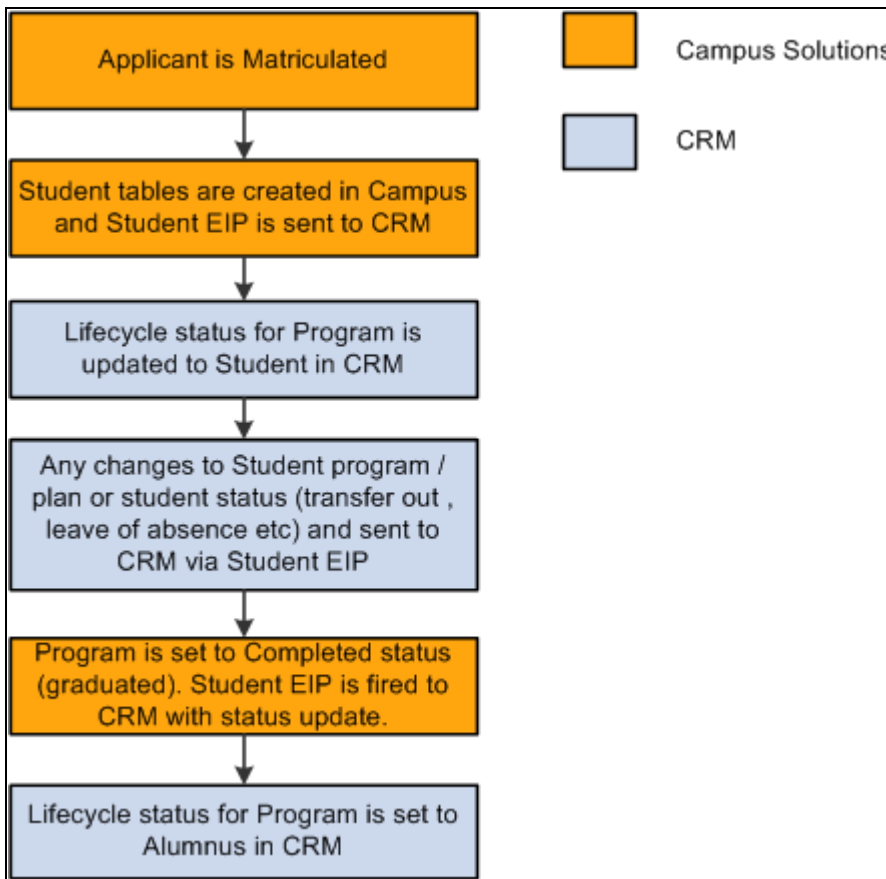 Applicant is Matriculated
Campus Solutions
CRM
Student tables are created in Campus
and Student EIP is sent to CRM
Lifecycle status for Program is
updated to Student in CRM
Any changes to Student program /
plan or student status (transfer out ,
leave of absence etc) and sent to
CRM via Student EIP
Program is set to Completed status
(graduated). Student EIP is fired to
CRM with status update.
Lifecycle status for Program is set to
Alumnus in CRM